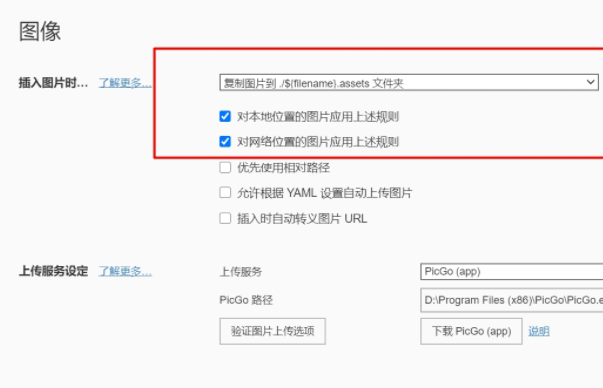 图像
插入图片时... 了解更多... 复制图片到 ./${filename}.assets 文件夹
对本地位置的图片应用上述规则
对网络位置的图片应用上述规则
优先使用相对路径
允许根据 YAML 设置自动上传图片
插入时自动转义图片 URL
上传服务设定 了解更多... 上传服务 PicGo (app)
PicGo 路径 D:\Program Files (x86)\PicGo\PicGo.e
验证图片上传选项 下载 PicGo (app) 说明